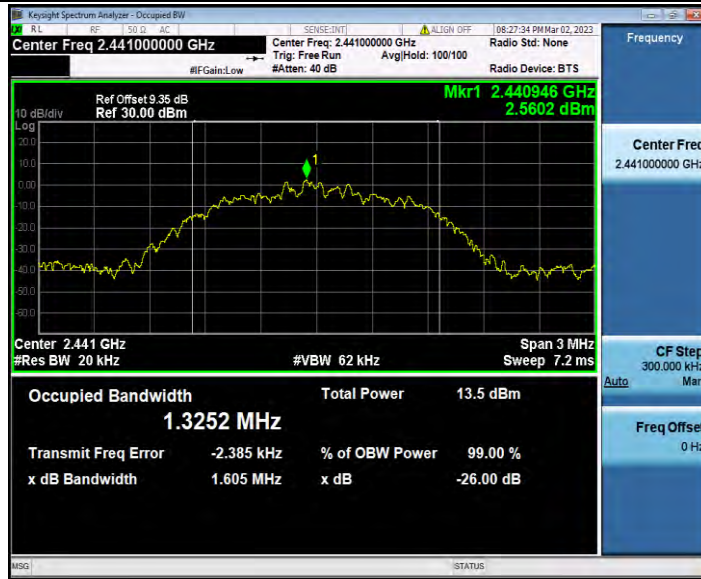 Keysight Spectrum Analyzer - Occupied BW
RL RF 50 Ω AC SENSE:INT ALIGN OFF 08:27:34 PM Mar 02, 2023
Center Freq 2.441000000 GHz
Center Freq: 2.441000000 GHz Radio Std: None
Trig: Free Run Avg|Hold: 100/100
#IFGain:Low #Atten: 40 dB Radio Device: BTS
Frequency
Mkr1 2.440946 GHz
2.5602 dBm
Ref Offset 9.35 dB
10 dB/div Ref 30.00 dBm
Log
20.0
10.0
0.00
-10.0
-20.0
-30.0
-40.0
-50.0
-60.0
1
Center Freq
2.441000000 GHz
Center 2.441 GHz Span 3 MHz
#Res BW 20 kHz #VBW 62 kHz Sweep 7.2 ms
CF Step
300.000 kHz
Auto Man
Occupied Bandwidth Total Power 13.5 dBm
1.3252 MHz
Transmit Freq Error -2.385 kHz % of OBW Power 99.00 %
x dB Bandwidth 1.605 MHz x dB -26.00 dB
Freq Offset
0 Hz
MSG STATUS